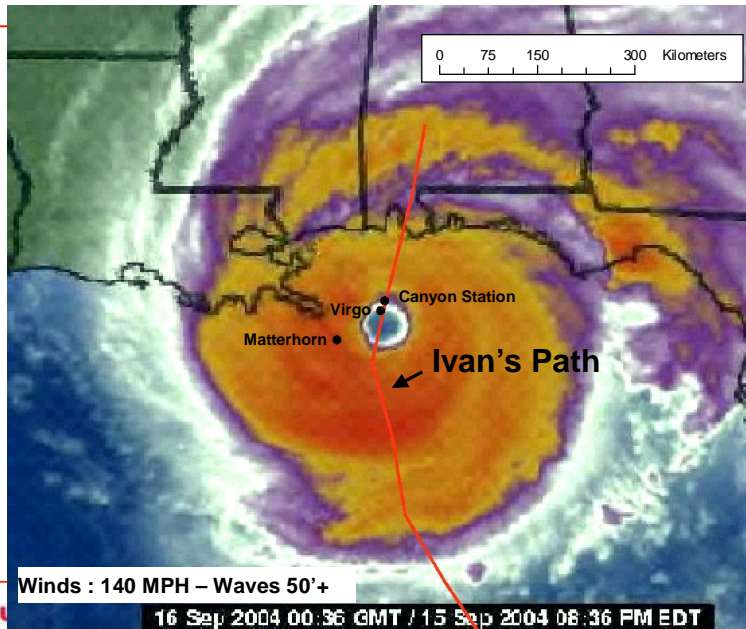 0 75 150 300 Kilometers
Canyon Station
Virgo
Matterhorn
Ivan's Path
Winds : 140 MPH – Waves 50'+
16 Sep 2004 00:36 GMT / 15 Sep 2004 08:36 PM EDT